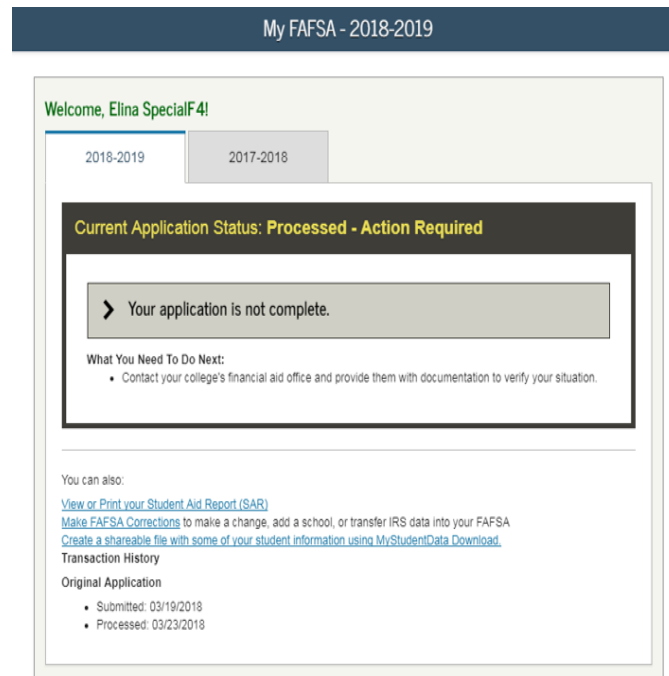 My FAFSA - 2018-2019
Welcome, Elina SpecialF4!
2018-2019
2017-2018
Current Application Status: Processed - Action Required
Your application is not complete.
What You Need To Do Next:
• Contact your college's financial aid office and provide them with documentation to verify your situation.
You can also:
View or Print your Student Aid Report (SAR)
Make FAFSA Corrections to make a change, add a school, or transfer IRS data into your FAFSA
Create a shareable file with some of your student information using MyStudentData Download.
Transaction History
Original Application
• Submitted: 03/19/2018
• Processed: 03/23/2018